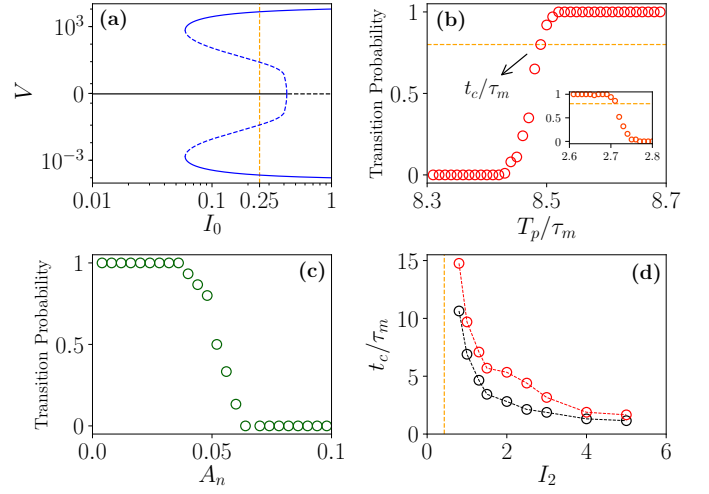 (a)
10^3
0
10^{-3}
V
0.01
0.1
0.25
1
I_0
(b)
1
0.5
0
Transition Probability
t_c/τ_m
1
0.5
0
2.6
2.7
2.8
8.3
8.5
8.7
T_p/τ_m
(c)
1
0.5
0
Transition Probability
0.0
0.05
0.1
A_n
(d)
15
10
5
0
t_c/τ_m
0
2
4
6
I_2